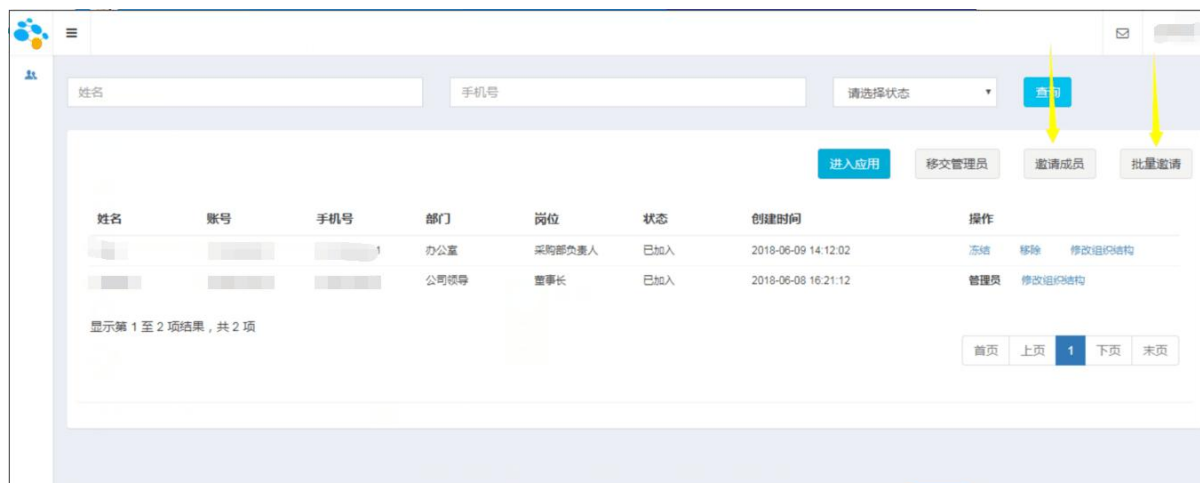 姓名
手机号
请选择状态
查询
进入应用
移交管理员
邀请成员
批量邀请
姓名 账号 手机号 部门 岗位 状态 创建时间 操作
1 办公室 采购部负责人 已加入 2018-06-09 14:12:02 冻结 移除 修改组织结构
公司领导 董事长 已加入 2018-06-08 16:21:12 管理员 修改组织结构
显示第 1 至 2 项结果，共 2 项
首页 上页 1 下页 末页